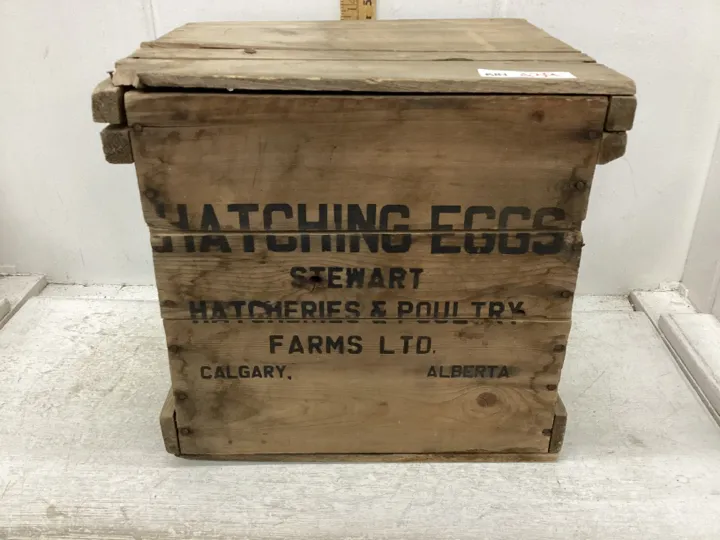 HATCHING EGGS
STEWART
HATCHERIES & POULTRY
FARMS LTD.
CALGARY, ALBERTA